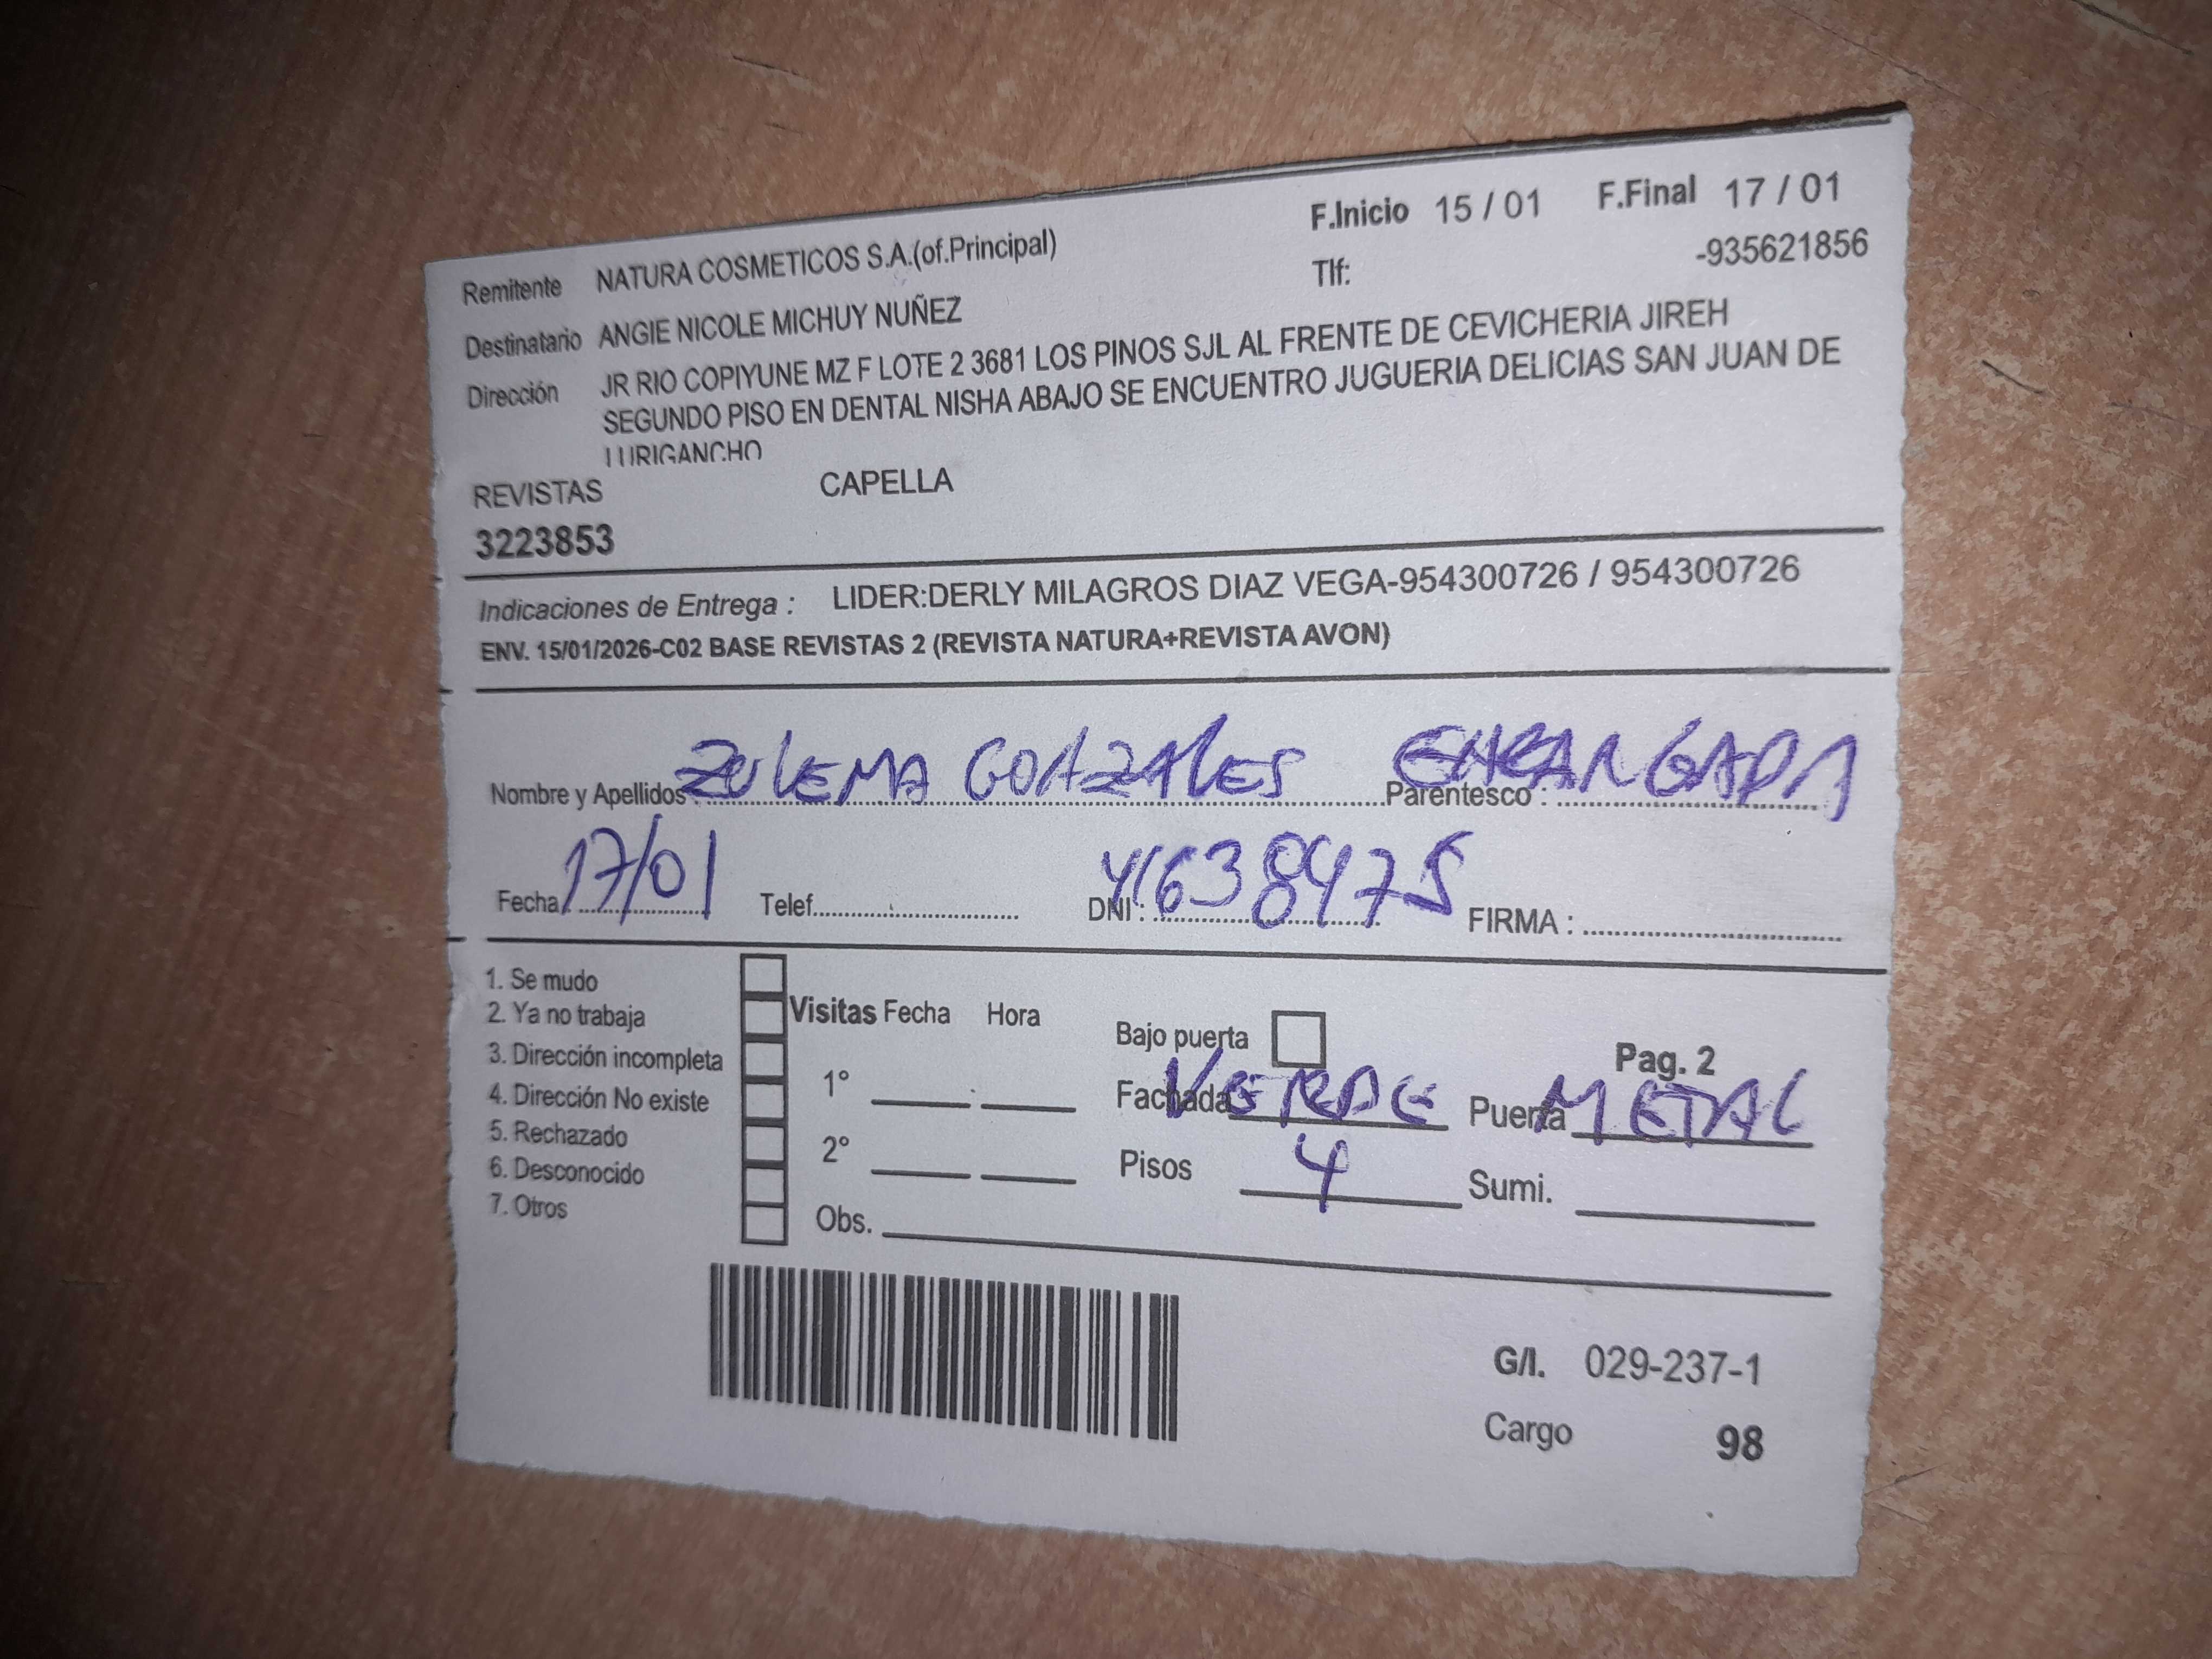 F.Inicio 15 / 01 F.Final 17 / 01
Remitente NATURA COSMETICOS S.A.(of.Principal) Tlf: -935621856
Destinatario ANGIE NICOLE MICHUY NUÑEZ
Dirección JR RIO COPIYUNE MZ F LOTE 2 3681 LOS PINOS SJL AL FRENTE DE CEVICHERIA JIREH
SEGUNDO PISO EN DENTAL NISHA ABAJO SE ENCUENTRO JUGUERIA DELICIAS SAN JUAN DE
LURIGANCHO
REVISTAS CAPELLA
3223853
Indicaciones de Entrega : LIDER:DERLY MILAGROS DIAZ VEGA-954300726 / 954300726
ENV. 15/01/2026-C02 BASE REVISTAS 2 (REVISTA NATURA+REVISTA AVON)
Nombre y Apellidos : ZULEMA GONZALES Parentesco : ENCARGADA
Fecha : 17/01 Telef. DNI : 41638475 FIRMA :
1. Se mudo
2. Ya no trabaja
3. Dirección incompleta
4. Dirección No existe
5. Rechazado
6. Desconocido
7. Otros
Visitas Fecha Hora
1°
2°
Obs.
Bajo puerta Pag. 2
Fachada VERDE Puerta METAL
Pisos 4 Sumi.
G/I. 029-237-1
Cargo 98